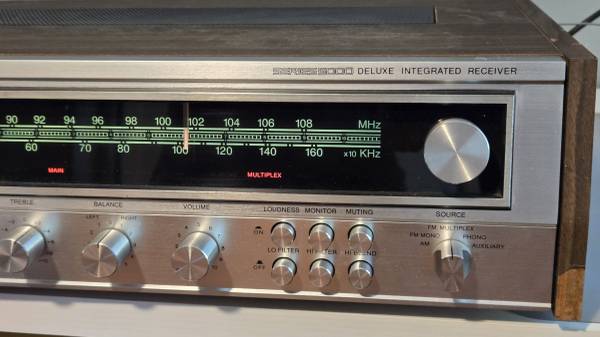 SERIES 6000 DELUXE INTEGRATED RECEIVER
90 92 94 96 98 100 102 104 106 108 MHz
60 70 80 100 120 140 160 x10 KHz
MAIN MULTIPLEX
TREBLE BALANCE VOLUME LOUDNESS MONITOR MUTING SOURCE
LEFT RIGHT
FM MULTIPLEX
ON FM MONO PHONO
AM AUXILIARY
LO FILTER HI FILTER HI BLEND
OFF
10